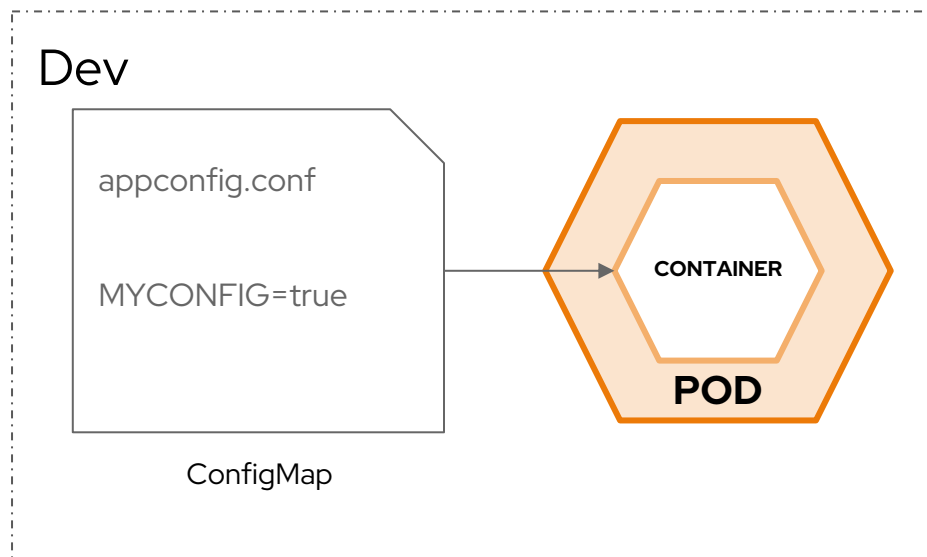 Dev
appconfig.conf
MYCONFIG=true
ConfigMap
CONTAINER
POD